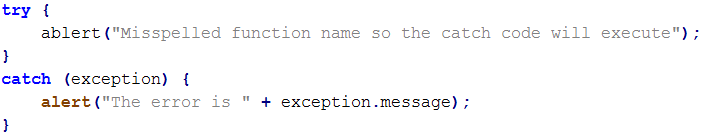 try {
    ablert("Misspelled function name so the catch code will execute");
}
catch (exception) {
    alert("The error is " + exception.message);
}